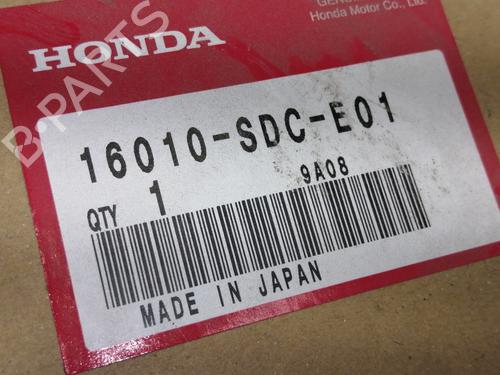 Honda Motor Co., Ltd.
HONDA
16010-SDC-E01
QTY 1 9A08
MADE IN JAPAN
B-PARTS